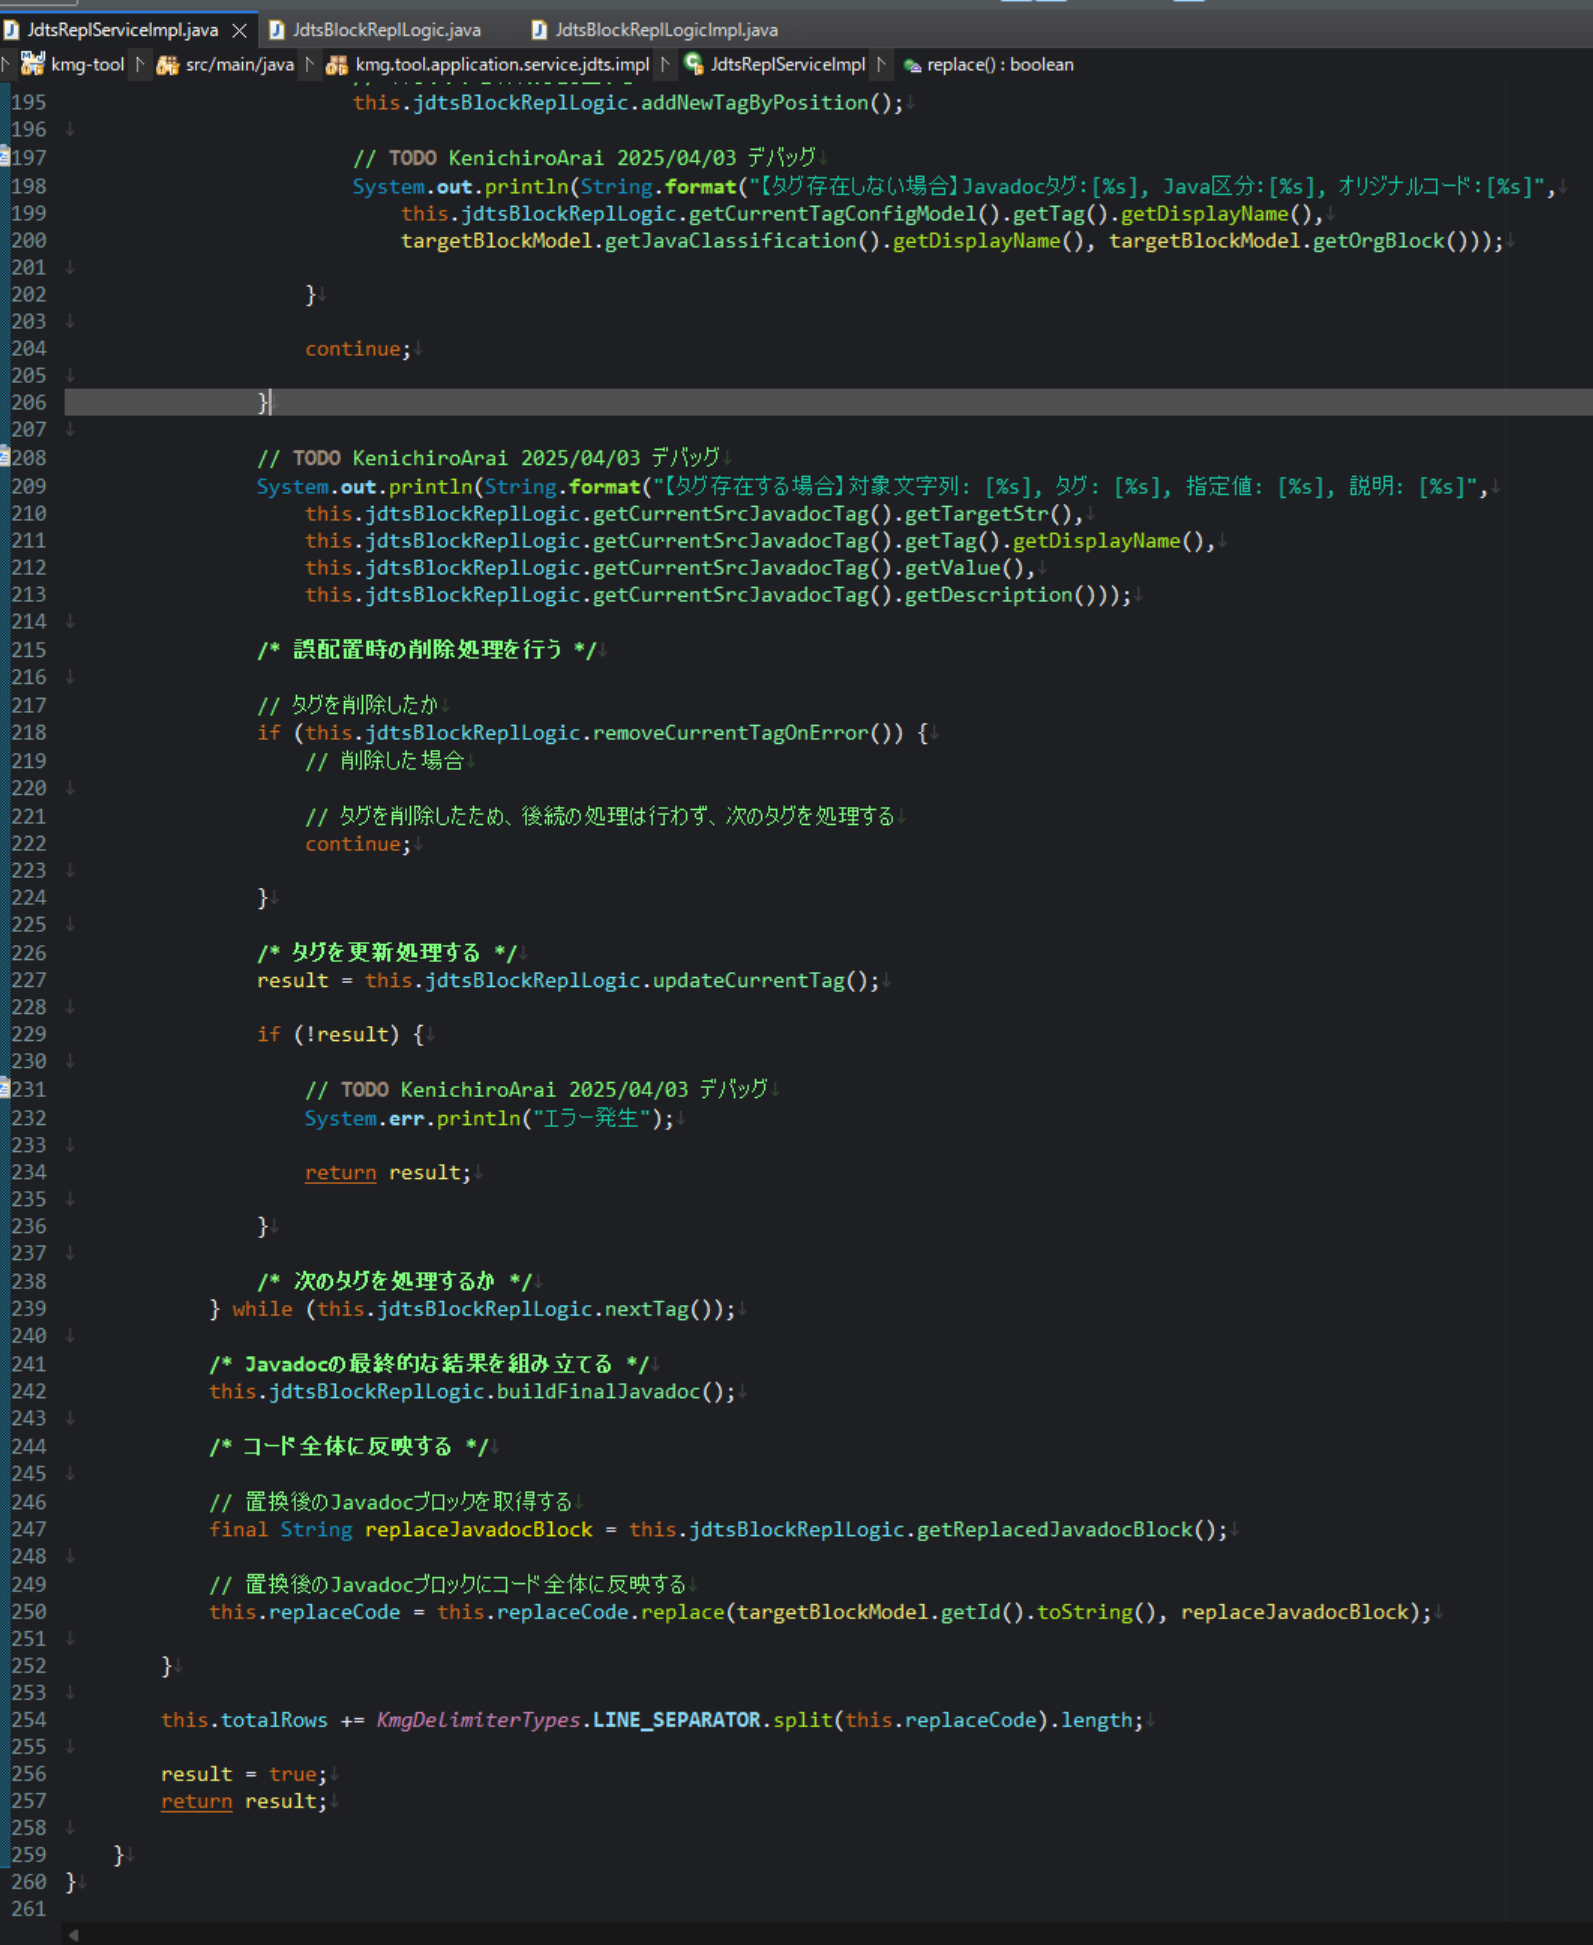 JdtsReplServiceImpl.java JdtsBlockReplLogic.java JdtsBlockReplLogicImpl.java
kmg-tool src/main/java kmg.tool.application.service.jdts.impl JdtsReplServiceImpl replace() : boolean
195 this.jdtsBlockReplLogic.addNewTagByPosition();↓
196 ↓
197 // TODO KenichiroArai 2025/04/03 デバッグ↓
198 System.out.println(String.format("【タグ存在しない場合】Javadocタグ:[%s], Java区分:[%s], オリジナルコード:[%s]",↓
199 this.jdtsBlockReplLogic.getCurrentTagConfigModel().getTag().getDisplayName(),↓
200 targetBlockModel.getJavaClassification().getDisplayName(), targetBlockModel.getOrgBlock()));↓
201 ↓
202 }↓
203 ↓
204 continue;↓
205 ↓
206 }↓
207 ↓
208 // TODO KenichiroArai 2025/04/03 デバッグ↓
209 System.out.println(String.format("【タグ存在する場合】対象文字列: [%s], タグ: [%s], 指定値: [%s], 説明: [%s]",↓
210 this.jdtsBlockReplLogic.getCurrentSrcJavadocTag().getTargetStr(),↓
211 this.jdtsBlockReplLogic.getCurrentSrcJavadocTag().getTag().getDisplayName(),↓
212 this.jdtsBlockReplLogic.getCurrentSrcJavadocTag().getValue(),↓
213 this.jdtsBlockReplLogic.getCurrentSrcJavadocTag().getDescription()));↓
214 ↓
215 /* 誤配置時の削除処理を行う */↓
216 ↓
217 // タグを削除したか↓
218 if (this.jdtsBlockReplLogic.removeCurrentTagOnError()) {↓
219 // 削除した場合↓
220 ↓
221 // タグを削除したため、後続の処理は行わず、次のタグを処理する↓
222 continue;↓
223 ↓
224 }↓
225 ↓
226 /* タグを更新処理する */↓
227 result = this.jdtsBlockReplLogic.updateCurrentTag();↓
228 ↓
229 if (!result) {↓
230 ↓
231 // TODO KenichiroArai 2025/04/03 デバッグ↓
232 System.err.println("エラー発生");↓
233 ↓
234 return result;↓
235 ↓
236 }↓
237 ↓
238 /* 次のタグを処理するか */↓
239 } while (this.jdtsBlockReplLogic.nextTag());↓
240 ↓
241 /* Javadocの最終的な結果を組み立てる */↓
242 this.jdtsBlockReplLogic.buildFinalJavadoc();↓
243 ↓
244 /* コード全体に反映する */↓
245 ↓
246 // 置換後のJavadocブロックを取得する↓
247 final String replaceJavadocBlock = this.jdtsBlockReplLogic.getReplacedJavadocBlock();↓
248 ↓
249 // 置換後のJavadocブロックにコード全体に反映する↓
250 this.replaceCode = this.replaceCode.replace(targetBlockModel.getId().toString(), replaceJavadocBlock);↓
251 ↓
252 }↓
253 ↓
254 this.totalRows += KmgDelimiterTypes.LINE_SEPARATOR.split(this.replaceCode).length;↓
255 ↓
256 result = true;↓
257 return result;↓
258 ↓
259 }↓
260 }↓
261